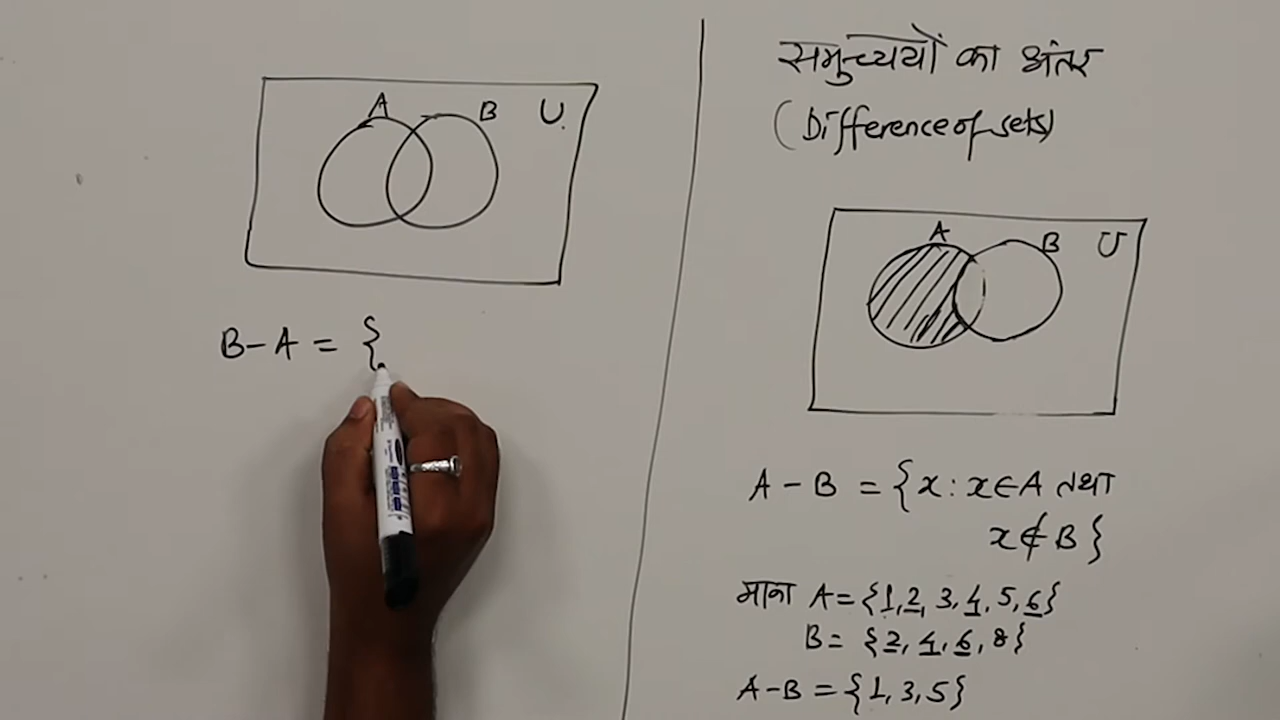 A B U
B-A = {
समुच्चयों का अंतर
(Difference of sets)
A B U
A - B = {x : x ∈ A तथा
x ∉ B }
माना A = {1, 2, 3, 4, 5, 6}
B = {2, 4, 6, 8}
A-B = {1, 3, 5}